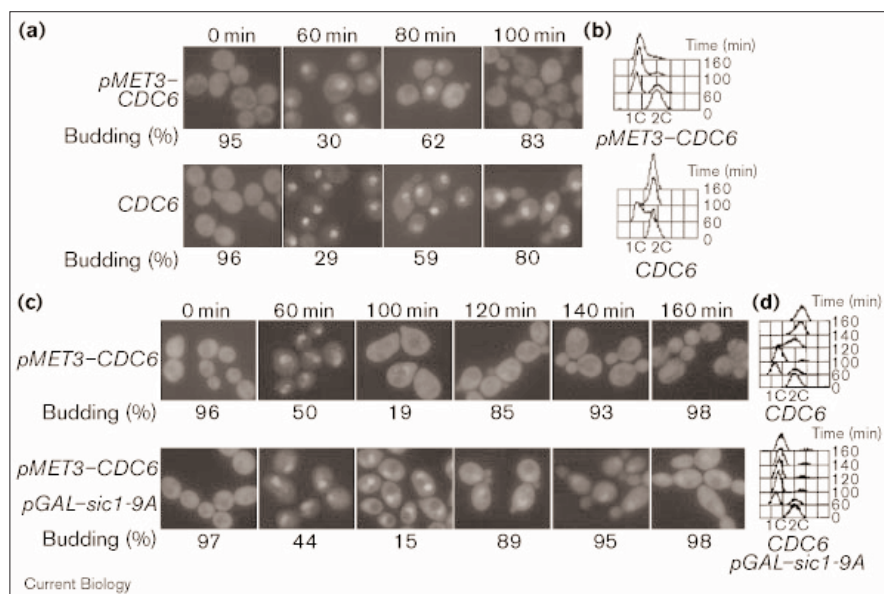 (a) 0 min 60 min 80 min 100 min (b)
Time (min)
pMET3–
CDC6
160
100
60
0
1C 2C
Budding (%) 95 30 62 83
pMET3–CDC6
Time (min)
CDC6
160
100
60
0
1C 2C
Budding (%) 96 29 59 80
CDC6
(c) 0 min 60 min 100 min 120 min 140 min 160 min (d)
Time (min)
pMET3–CDC6
160
140
120
100
60
0
1C 2C
Budding (%) 96 50 19 85 93 98
CDC6
Time (min)
pMET3–CDC6
pGAL–sic1-9A
160
140
120
100
60
0
1C 2C
Budding (%) 97 44 15 89 95 98
CDC6
pGAL–sic1-9A
Current Biology